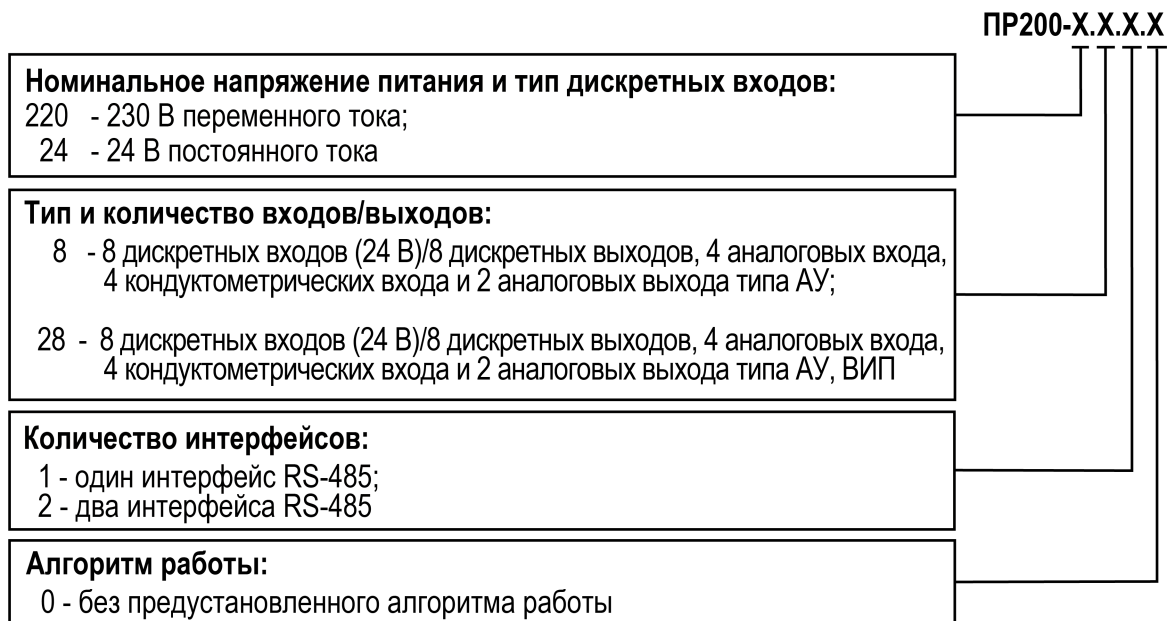 ПР200-X.X.X.X
Номинальное напряжение питания и тип дискретных входов:
220 - 230 В переменного тока;
24 - 24 В постоянного тока
Тип и количество входов/выходов:
8 - 8 дискретных входов (24 В)/8 дискретных выходов, 4 аналоговых входа,
4 кондуктометрических входа и 2 аналоговых выхода типа АУ;
28 - 8 дискретных входов (24 В)/8 дискретных выходов, 4 аналоговых входа,
4 кондуктометрических входа и 2 аналоговых выхода типа АУ, ВИП
Количество интерфейсов:
1 - один интерфейс RS-485;
2 - два интерфейса RS-485
Алгоритм работы:
0 - без предустановленного алгоритма работы